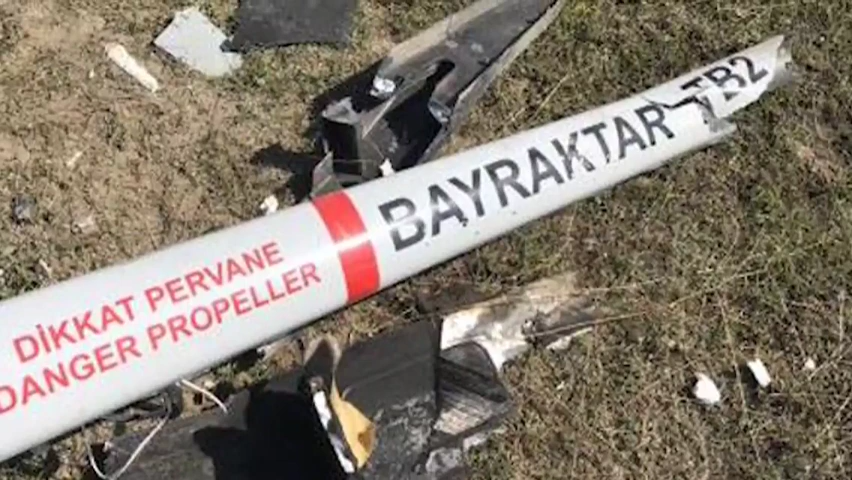 DİKKAT PERVANE
DANGER PROPELLER
BAYRAKTAR TB2